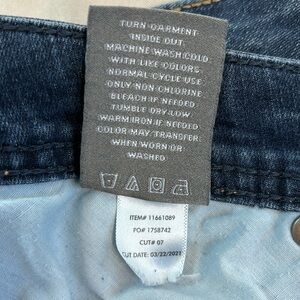 TURN GARMENT
INSIDE OUT.
MACHINE WASH COLD
WITH LIKE COLORS
NORMAL CYCLE USE
ONLY NON-CHLORINE
BLEACH IF NEEDED
TUMBLE DRY LOW
WARM IRON IF NEEDED
COLOR MAY TRANSFER
WHEN WORN OR
WASHED
ITEM# 11661089
PO# 1758742
CUT# 07
CUT DATE: 03/22/2021